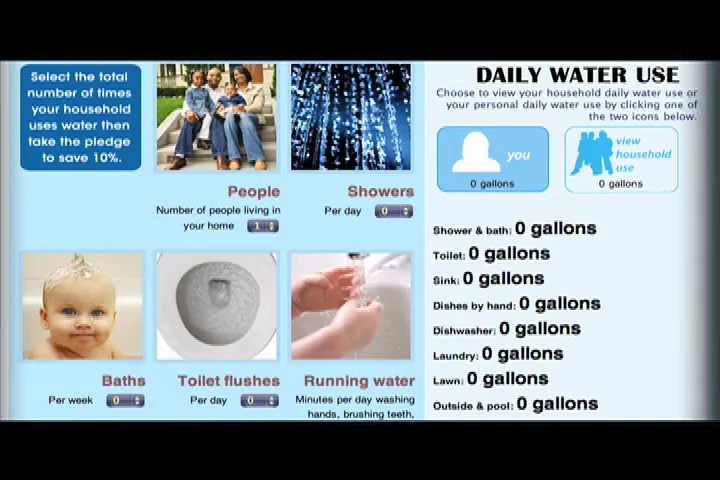 Select the total
number of times
your household
uses water then
take the pledge
to save 10%.
People
Number of people living in
your home 1
Showers
Per day 0
Baths
Per week 0
Toilet flushes
Per day 0
Running water
Minutes per day washing
hands, brushing teeth,
DAILY WATER USE
Choose to view your household daily water use or
your personal daily water use by clicking one of
the two icons below.
you
0 gallons
view
household
use
0 gallons
Shower & bath: 0 gallons
Toilet: 0 gallons
Sink: 0 gallons
Dishes by hand: 0 gallons
Dishwasher: 0 gallons
Laundry: 0 gallons
Lawn: 0 gallons
Outside & pool: 0 gallons